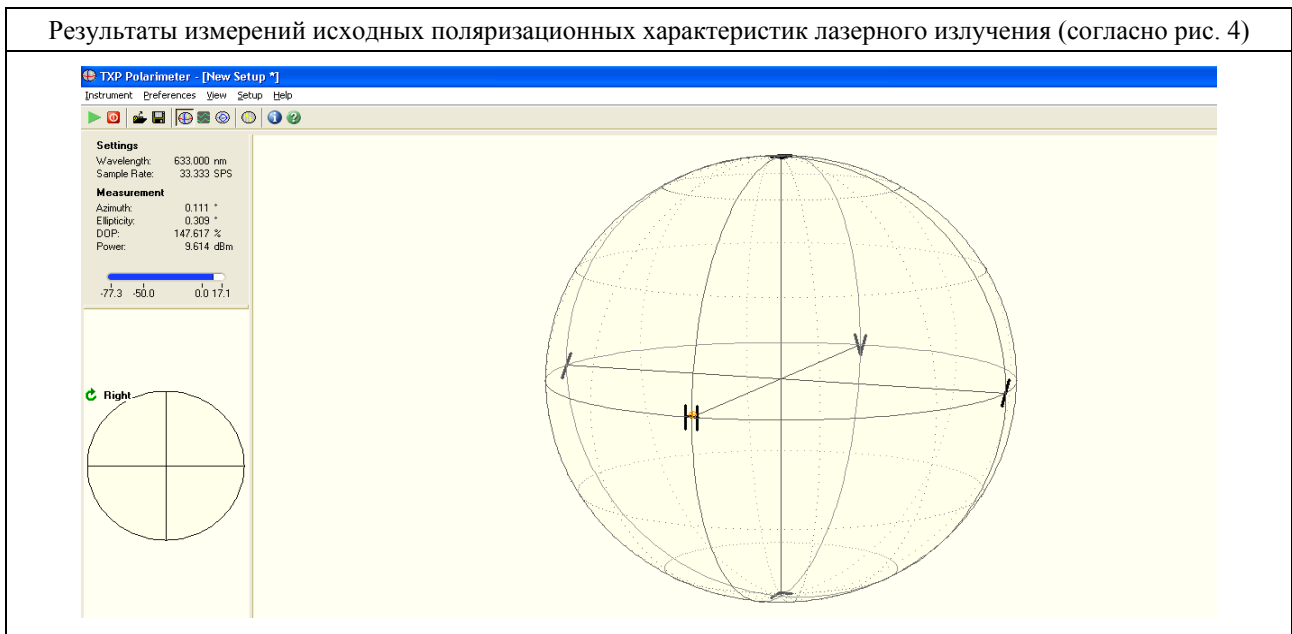 Результаты измерений исходных поляризационных характеристик лазерного излучения (согласно рис. 4)
TXP Polarimeter - [New Setup *]
Instrument Preferences View Setup Help
Settings
Wavelength: 633.000 nm
Sample Rate: 33.333 SPS
Measurement
Azimuth: 0.111 °
Ellipticity: 0.309 °
DOP: 147.617 %
Power: 9.614 dBm
-77.3 -50.0 0.0 17.1
Right
V
H